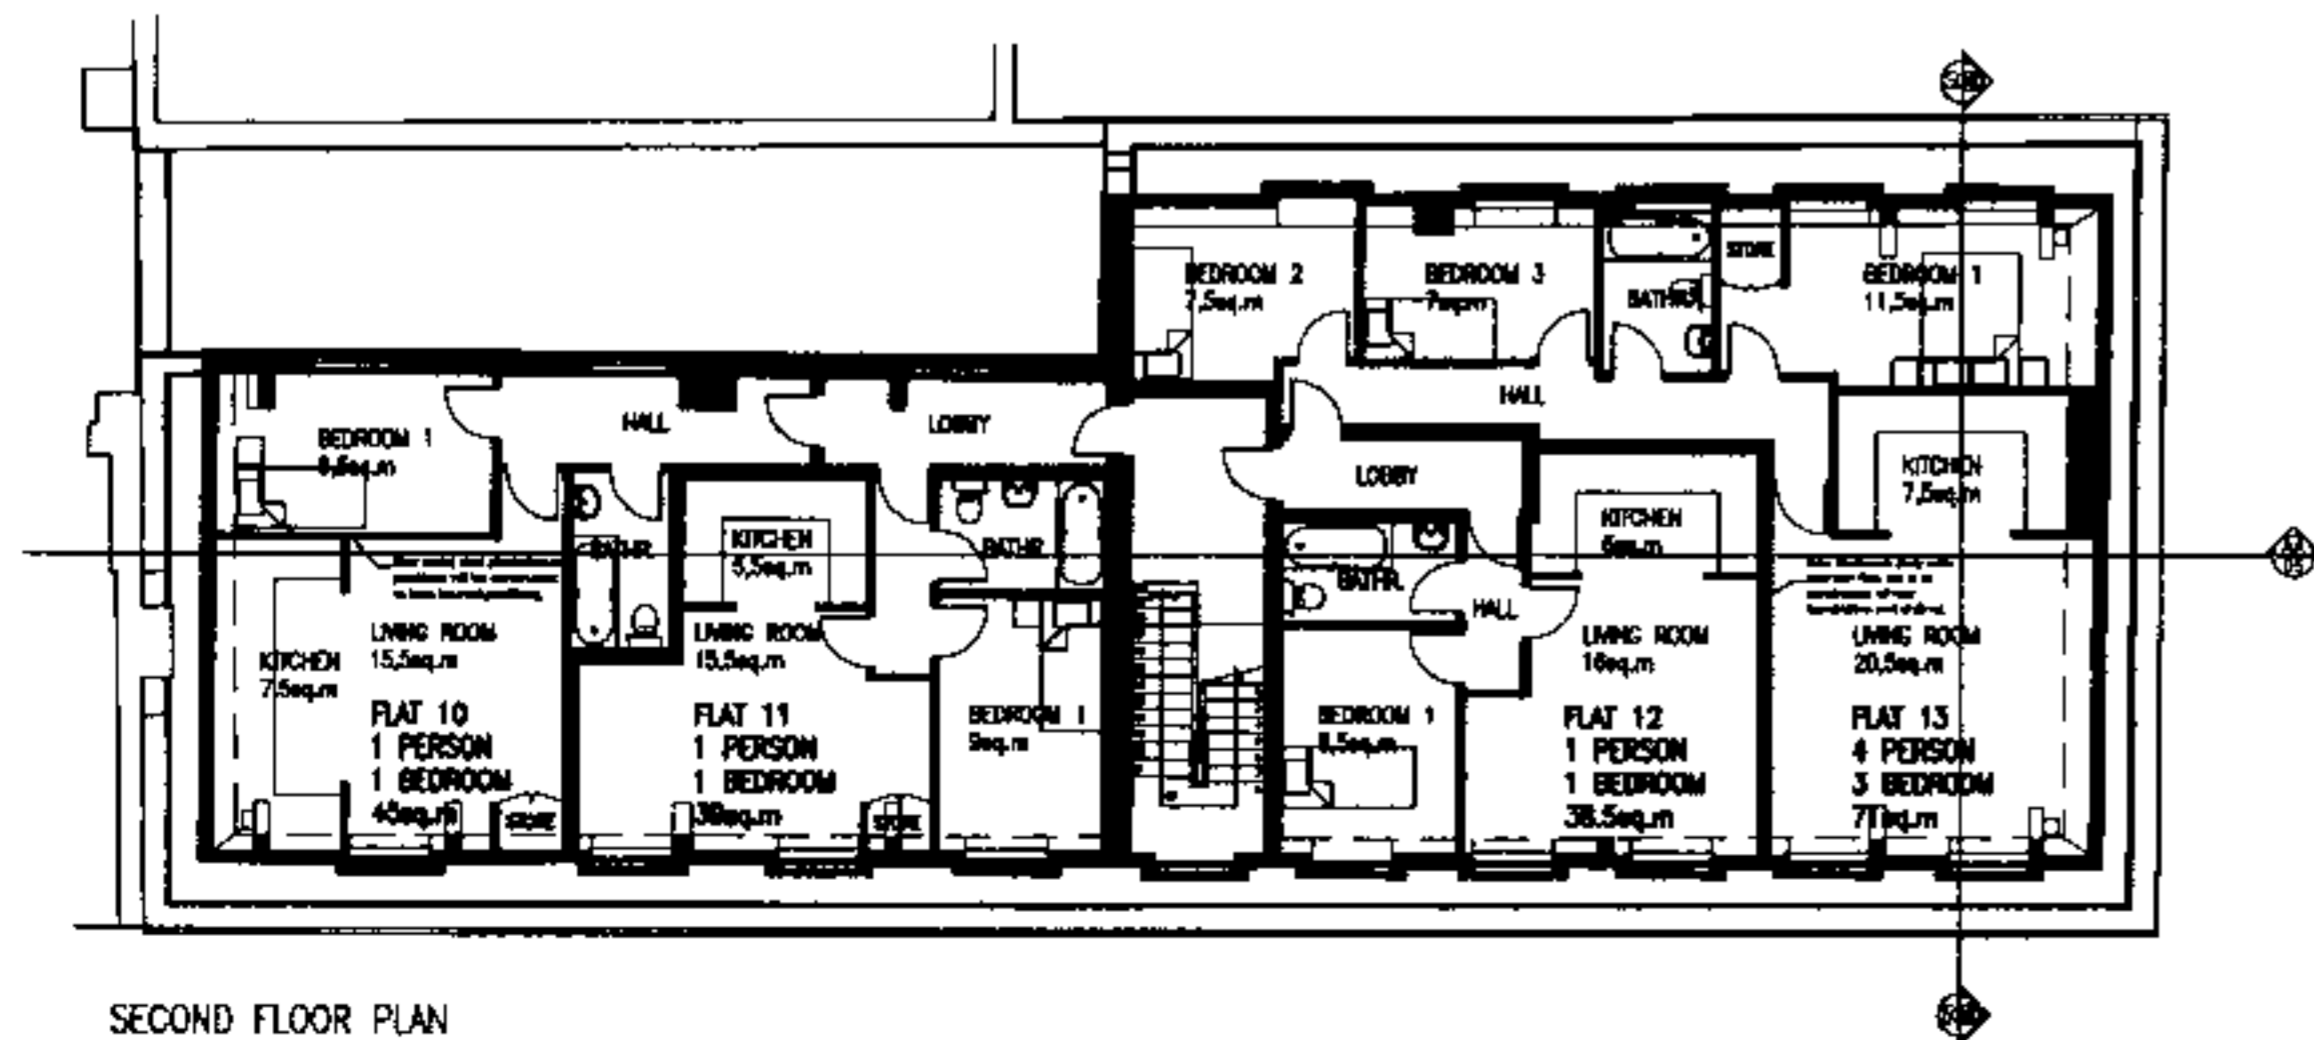 BEDROOM 2
7,5sq.m
BEDROOM 3
7sq.m
BATHR.
STORE
BEDROOM 1
11,5sq.m
HALL
BEDROOM 1
HALL
LOBBY
LOBBY
KITCHEN
7,5sq.m
KITCHEN
5,5sq.m
BATHR.
BATHR.
BATHR.
HALL
KITCHEN
6sq.m
KITCHEN
7,5sq.m
LIVING ROOM
15,5sq.m
FLAT 10
1 PERSON
1 BEDROOM
45sq.m
STORE
LIVING ROOM
15,5sq.m
FLAT 11
1 PERSON
1 BEDROOM
STORE
BEDROOM 1
9sq.m
BEDROOM 1
LIVING ROOM
16sq.m
FLAT 12
1 PERSON
1 BEDROOM
38.5sq.m
LIVING ROOM
20,5sq.m
FLAT 13
4 PERSON
3 BEDROOM
SECOND FLOOR PLAN